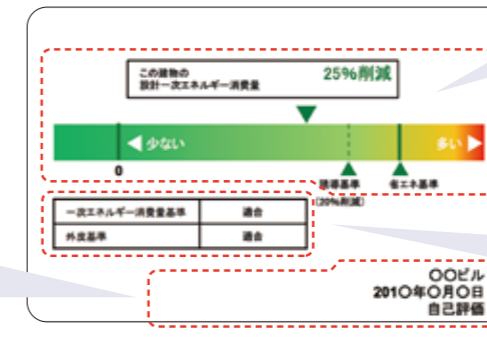 この建物の
設計一次エネルギー消費量
25%削減
少ない
多い
0
誘導基準
(20%削減)
省エネ基準
一次エネルギー消費量基準
適合
外皮基準
適合
〇〇ビル
201〇年〇月〇日
自己評価